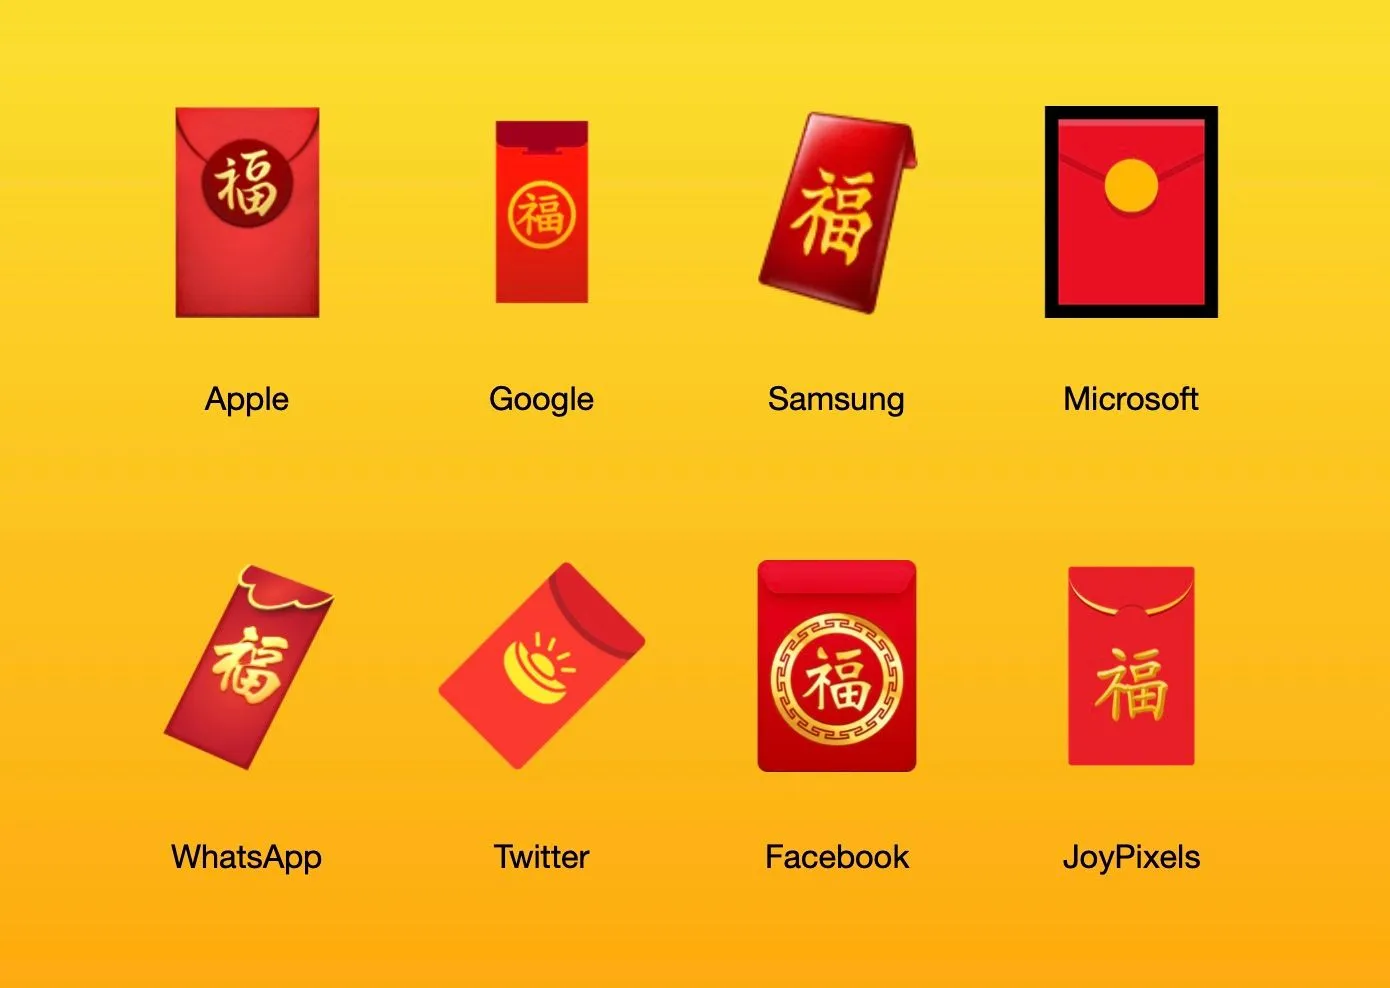 福
福
福
Apple
Google
Samsung
Microsoft
福
福
福
WhatsApp
Twitter
Facebook
JoyPixels